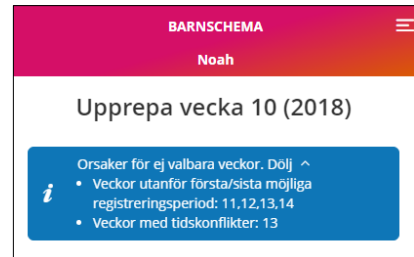 BARNSCHEMA
Noah
Upprepa vecka 10 (2018)
Orsaker för ej valbara veckor. Dölj ^
• Veckor utanför första/sista möjliga
registreringsperiod: 11,12,13,14
• Veckor med tidskonflikter: 13